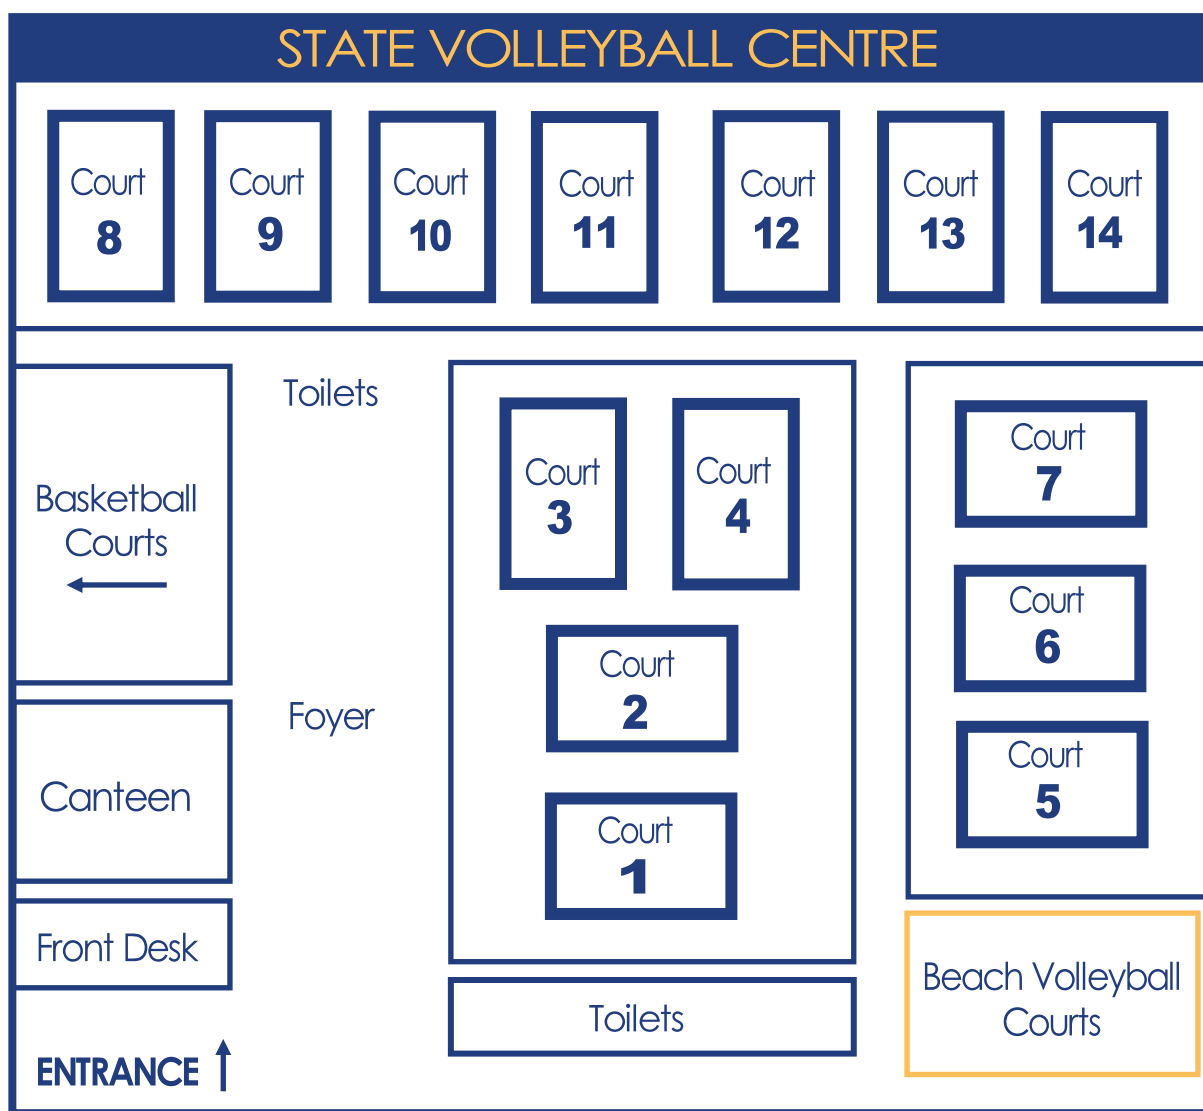 STATE VOLLEYBALL CENTRE
Court
8
Court
9
Court
10
Court
11
Court
12
Court
13
Court
14
Toilets
Basketball
Courts
Foyer
Canteen
Front Desk
ENTRANCE
Court
3
Court
4
Court
2
Court
1
Toilets
Court
7
Court
6
Court
5
Beach Volleyball
Courts